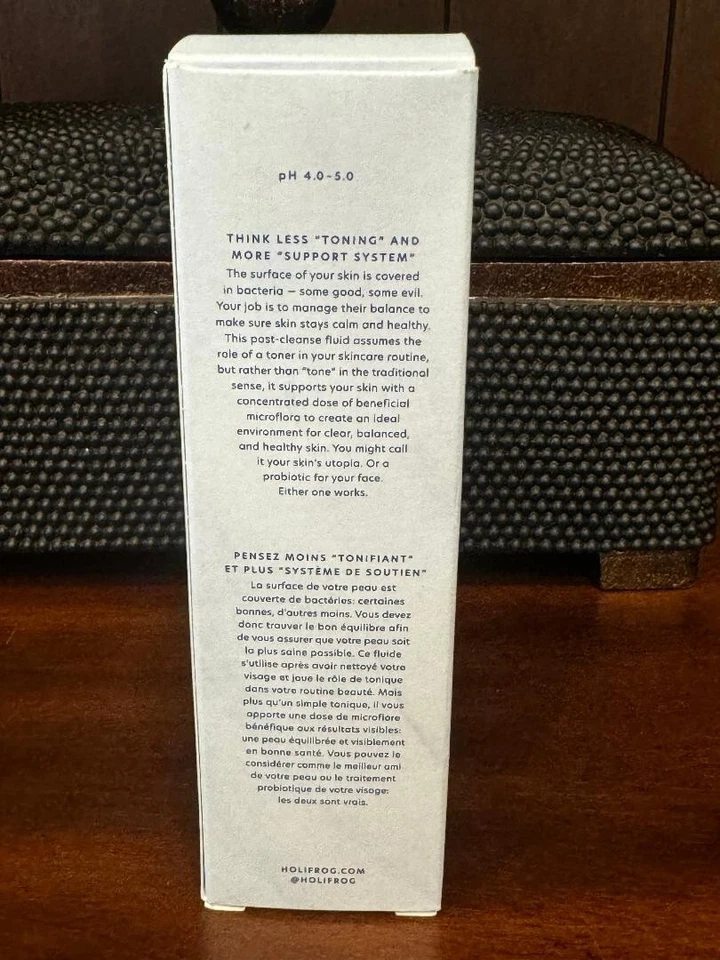 pH 4.0-5.0
THINK LESS "TONING" AND
MORE "SUPPORT SYSTEM"
The surface of your skin is covered
in bacteria — some good, some evil.
Your job is to manage their balance to
make sure skin stays calm and healthy.
This post-cleanse fluid assumes the
role of a toner in your skincare routine,
but rather than "tone" in the traditional
sense, it supports your skin with a
concentrated dose of beneficial
microflora to create an ideal
environment for clear, balanced,
and healthy skin. You might call
it your skin's utopia. Or a
probiotic for your face.
Either one works.
PENSEZ MOINS "TONIFIANT"
ET PLUS "SYSTÈME DE SOUTIEN"
La surface de votre peau est
couverte de bactéries: certaines
bonnes, d'autres moins. Vous devez
donc trouver le bon équilibre afin
de vous assurer que votre peau soit
la plus saine possible. Ce fluide
s'utilise après avoir nettoyé votre
visage et joue le rôle de tonique
dans votre routine beauté. Mais
plus qu'un simple tonique, il vous
apporte une dose de microflore
bénéfique aux résultats visibles:
une peau équilibrée et visiblement
en bonne santé. Vous pouvez le
considérer comme le meilleur ami
de votre peau ou le traitement
probiotique de votre visage:
les deux sont vrais.
HOLIFROG.COM
@HOLIFROG